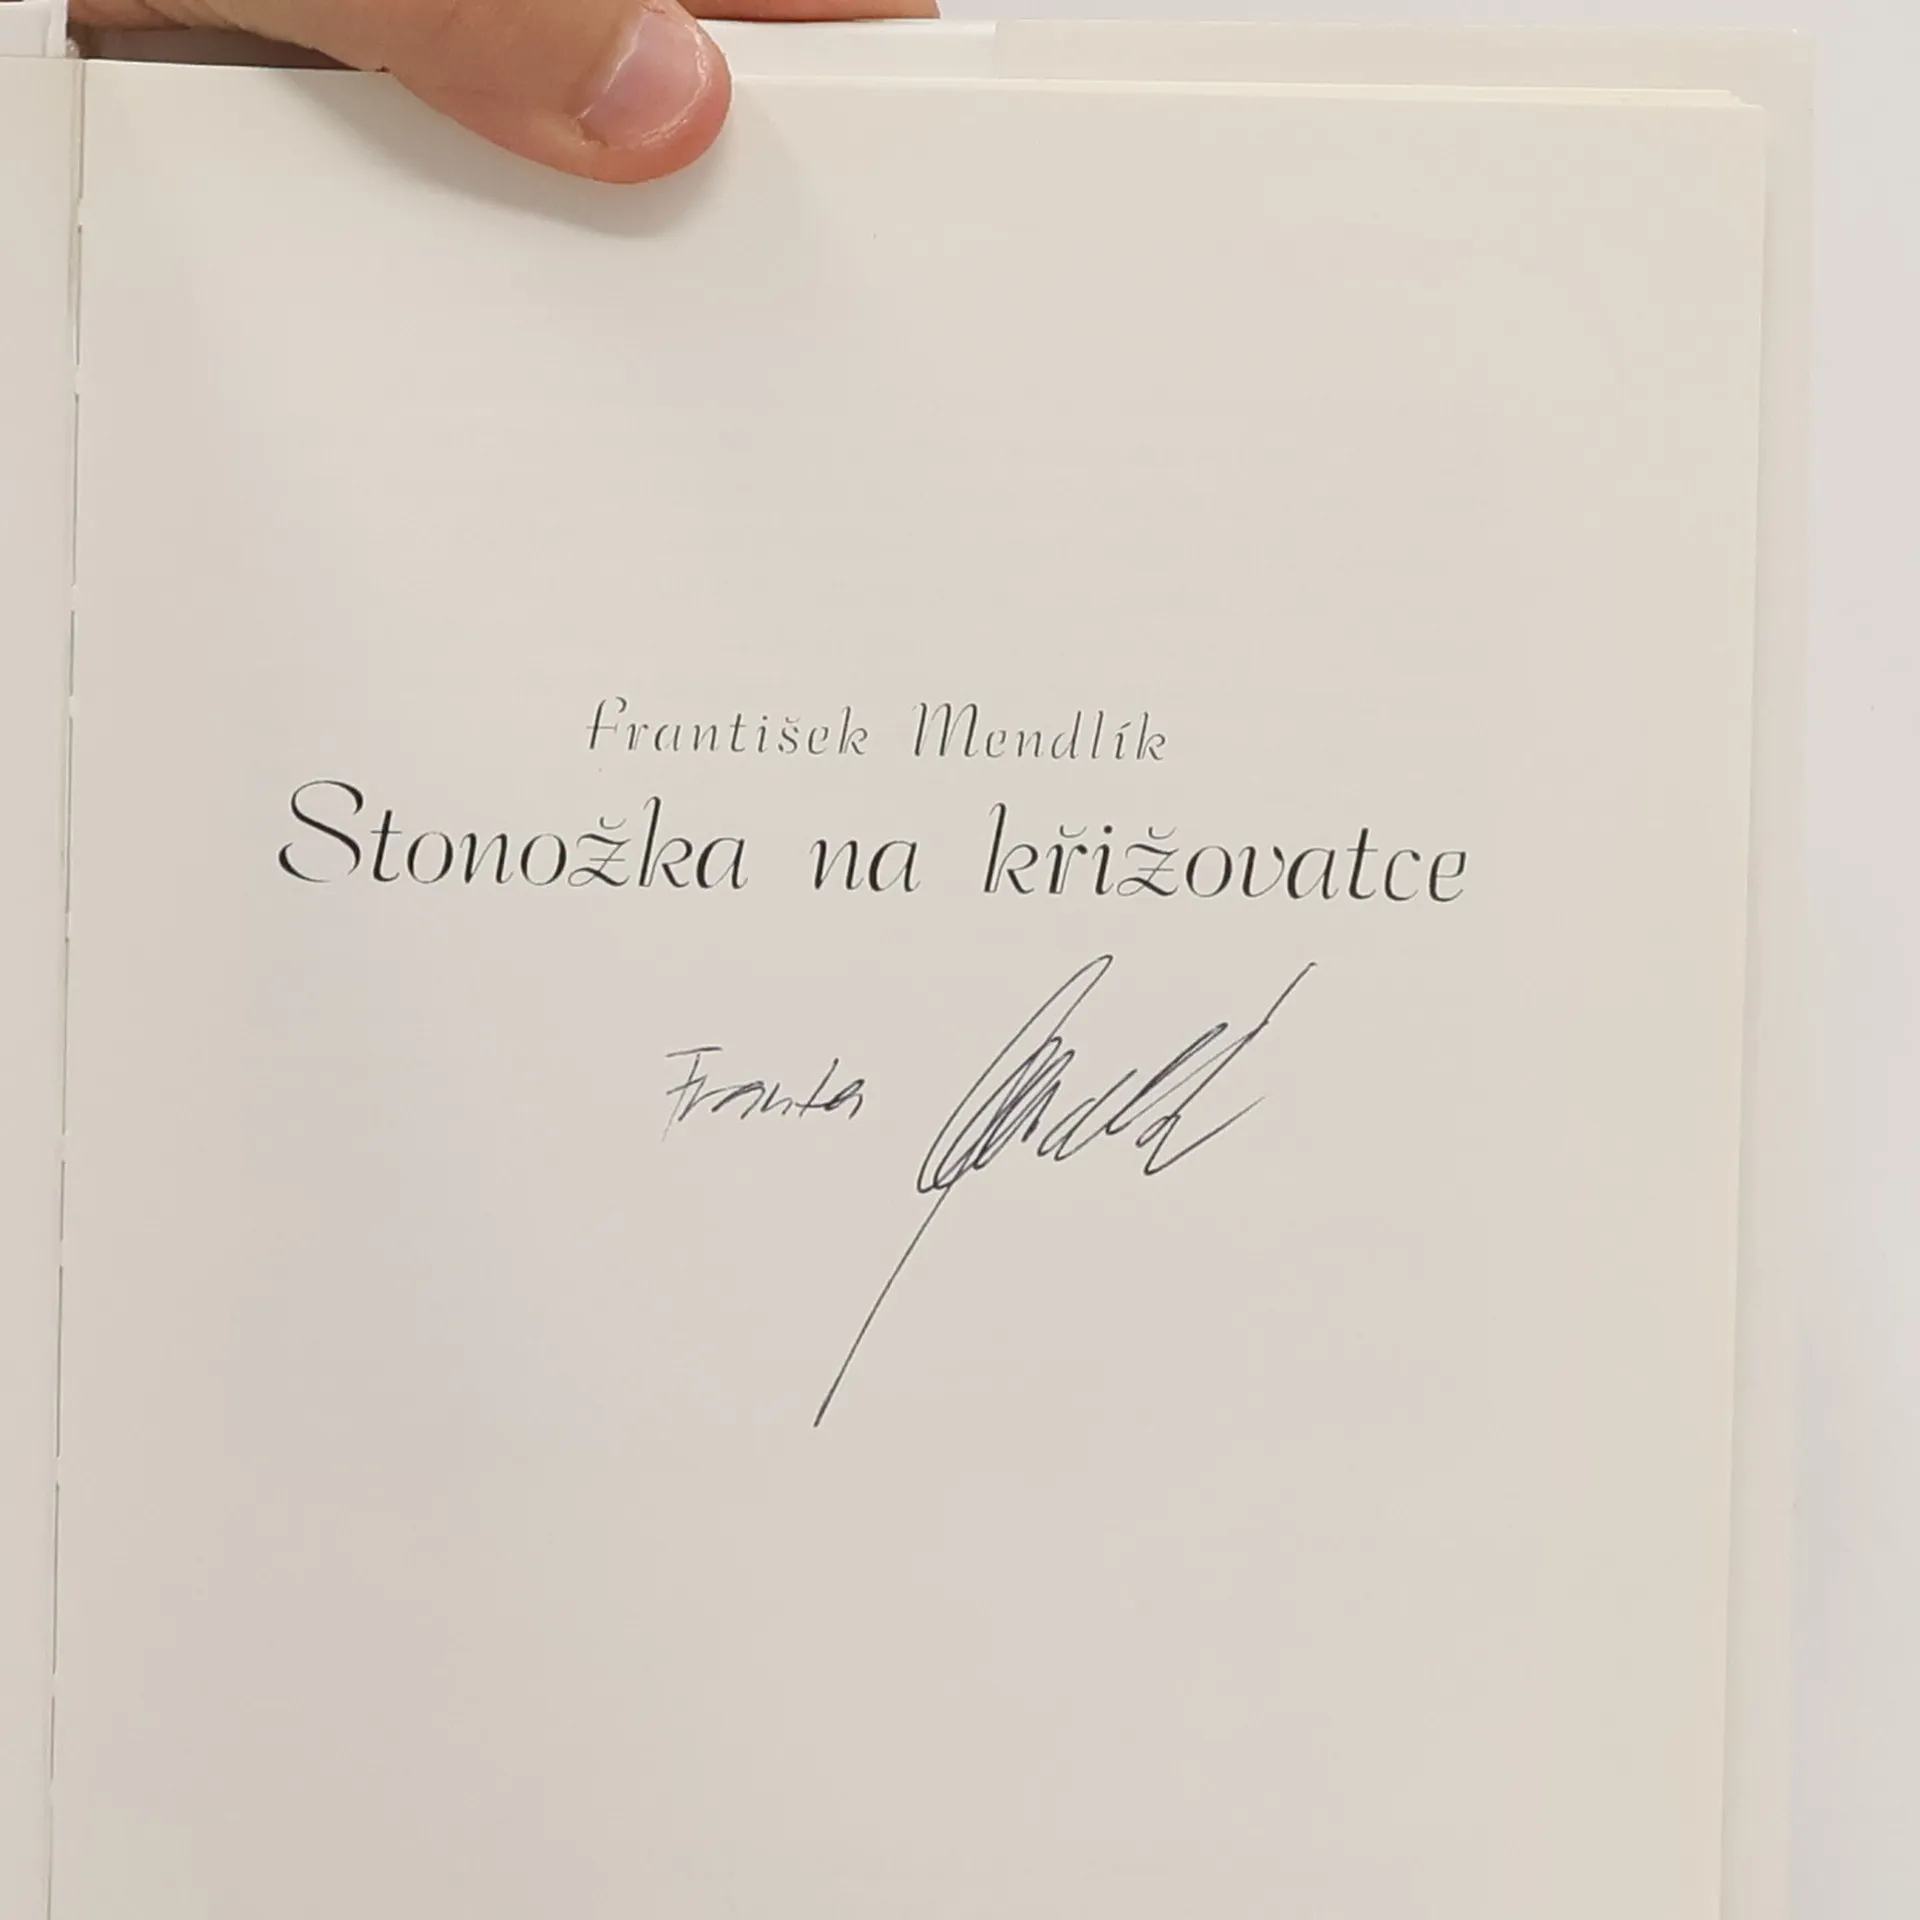 František Mendlík
Stonožka na křižovatce
Franta